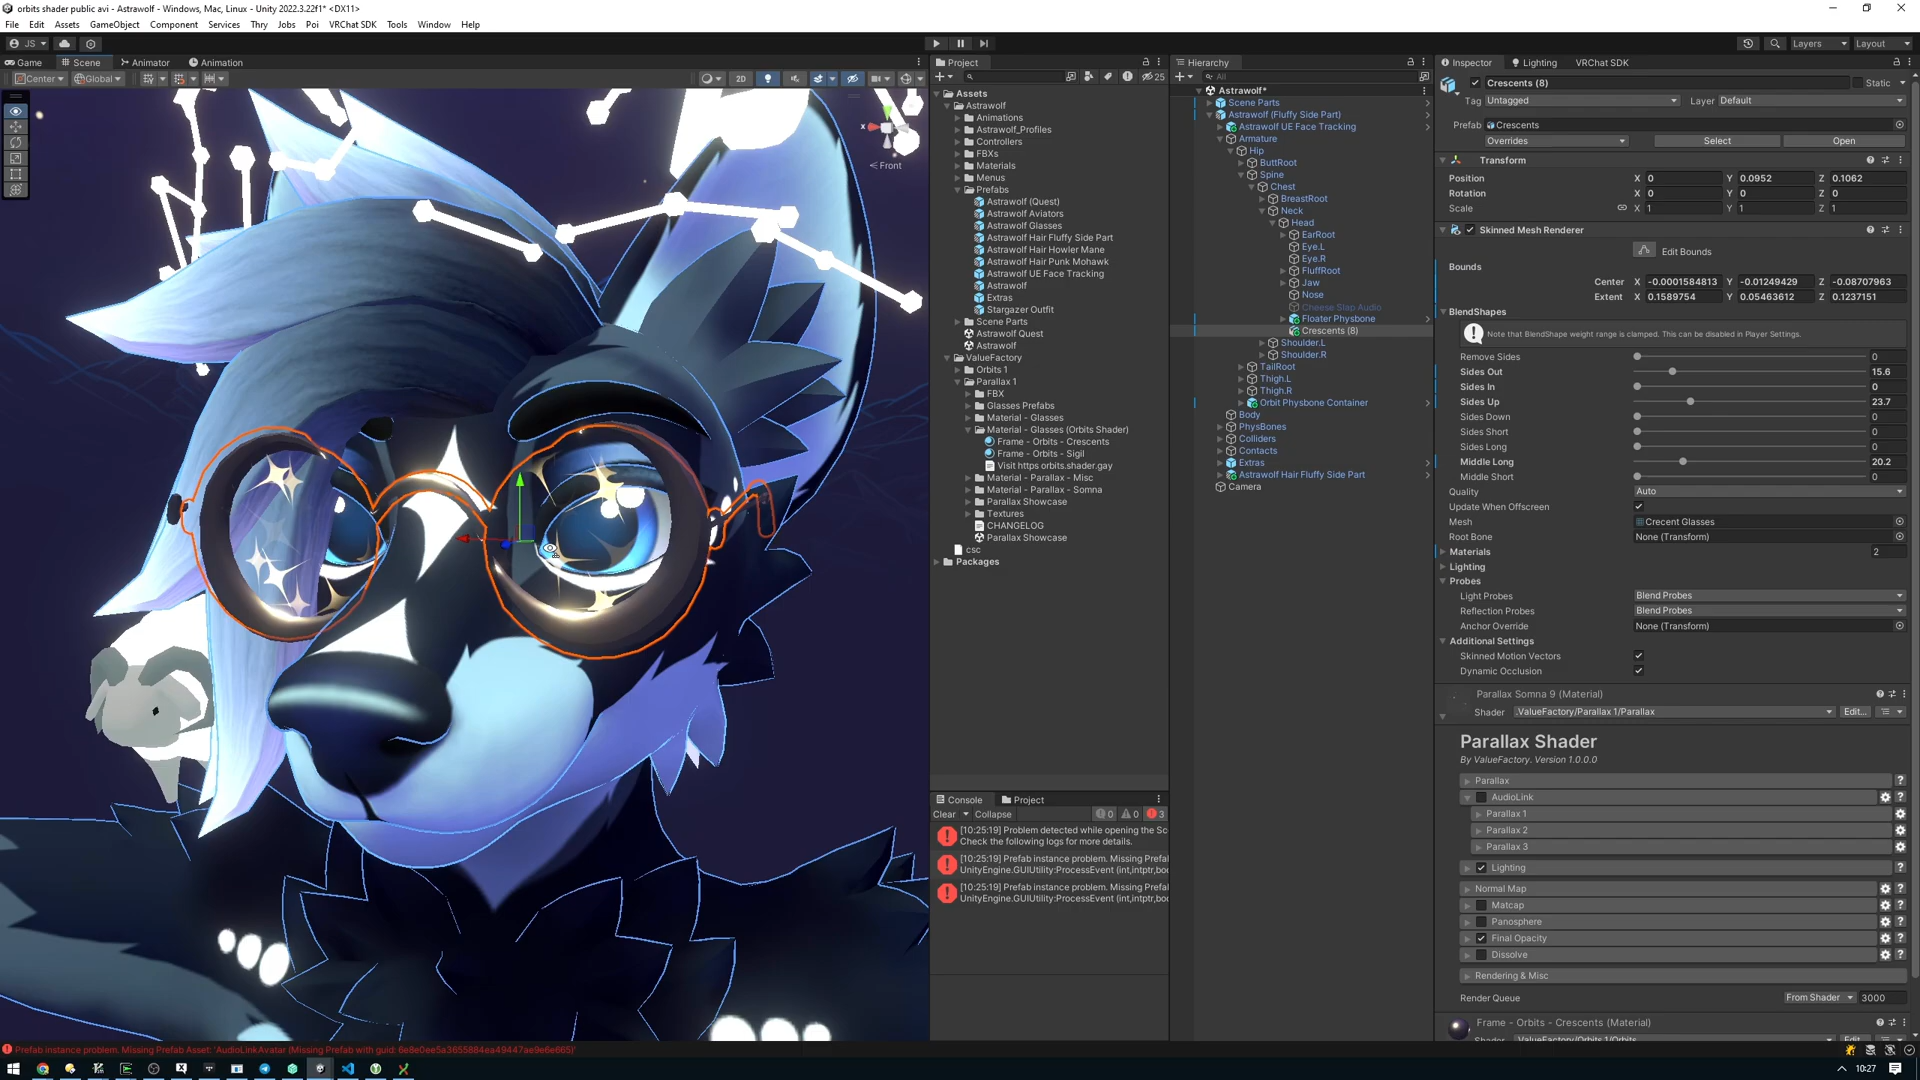 orbits shader public avi - Astrawolf - Windows, Mac, Linux - Unity 2022.3.22f1* <DX11>
File Edit Assets GameObject Component Services Thry Jobs Poi VRChat SDK Tools Window Help
JS
Layers
Layout
Game
Scene
Animator
Animation
Center
Global
2D
x
Front
Project
25
Assets
Astrawolf
Animations
Astrawolf_Profiles
Controllers
FBXs
Materials
Menus
Prefabs
Astrawolf (Quest)
Astrawolf Aviators
Astrawolf Glasses
Astrawolf Hair Fluffy Side Part
Astrawolf Hair Howler Mane
Astrawolf Hair Punk Mohawk
Astrawolf UE Face Tracking
Astrawolf
Extras
Stargazer Outfit
Scene Parts
Astrawolf Quest
Astrawolf
ValueFactory
Orbits 1
Parallax 1
FBX
Glasses Prefabs
Material - Glasses
Material - Glasses (Orbits Shader)
Frame - Orbits - Crescents
Frame - Orbits - Sigil
Visit https orbits.shader.gay
Material - Parallax - Misc
Material - Parallax - Somna
Parallax Showcase
Textures
CHANGELOG
Parallax Showcase
csc
Packages
Console
Project
Clear
Collapse
0
0
3
[10:25:19] Problem detected while opening the Sc
Check the following logs for more details.
[10:25:19] Prefab instance problem. Missing Prefal
UnityEngine.GUIUtility:ProcessEvent (int,intptr,boo
[10:25:19] Prefab instance problem. Missing Prefal
UnityEngine.GUIUtility:ProcessEvent (int,intptr,boo
Hierarchy
All
Astrawolf*
Scene Parts
Astrawolf (Fluffy Side Part)
Astrawolf UE Face Tracking
Armature
Hip
ButtRoot
Spine
Chest
BreastRoot
Neck
Head
EarRoot
Eye.L
Eye.R
FluffRoot
Jaw
Nose
Cheese Slap Audio
Floater Physbone
Crescents (8)
Shoulder.L
Shoulder.R
TailRoot
Thigh.L
Thigh.R
Orbit Physbone Container
Body
PhysBones
Colliders
Contacts
Extras
Astrawolf Hair Fluffy Side Part
Camera
Inspector
Lighting
VRChat SDK
Crescents (8)
Static
Tag Untagged
Layer Default
Prefab Crescents
Overrides
Select
Open
Transform
Position X 0 Y 0.0952 Z 0.1062
Rotation X 0 Y 0 Z 0
Scale X 1 Y 1 Z 1
Skinned Mesh Renderer
Edit Bounds
Bounds
Center X -0.0001584813 Y -0.01249429 Z -0.08707963
Extent X 0.1589754 Y 0.05463612 Z 0.1237151
BlendShapes
Note that BlendShape weight range is clamped. This can be disabled in Player Settings.
Remove Sides 0
Sides Out 15.6
Sides In 0
Sides Up 23.7
Sides Down 0
Sides Short 0
Sides Long 0
Middle Long 20.2
Middle Short 0
Quality Auto
Update When Offscreen
Mesh Crecent Glasses
Root Bone None (Transform)
Materials 2
Lighting
Probes
Light Probes Blend Probes
Reflection Probes Blend Probes
Anchor Override None (Transform)
Additional Settings
Skinned Motion Vectors
Dynamic Occlusion
Parallax Somna 9 (Material)
Shader .ValueFactory/Parallax 1/Parallax Edit...
Parallax Shader
By ValueFactory. Version 1.0.0.0
Parallax
AudioLink
Parallax 1
Parallax 2
Parallax 3
Lighting
Normal Map
Matcap
Panosphere
Final Opacity
Dissolve
Rendering & Misc
Render Queue From Shader 3000
Frame - Orbits - Crescents (Material)
Shader .ValueFactory/Orbits 1/Orbits Edit...
Prefab instance problem. Missing Prefab Asset: 'AudioLinkAvatar (Missing Prefab with guid: 6e8e0ee5a3655884ea49447ae9e6e665)'
10:27